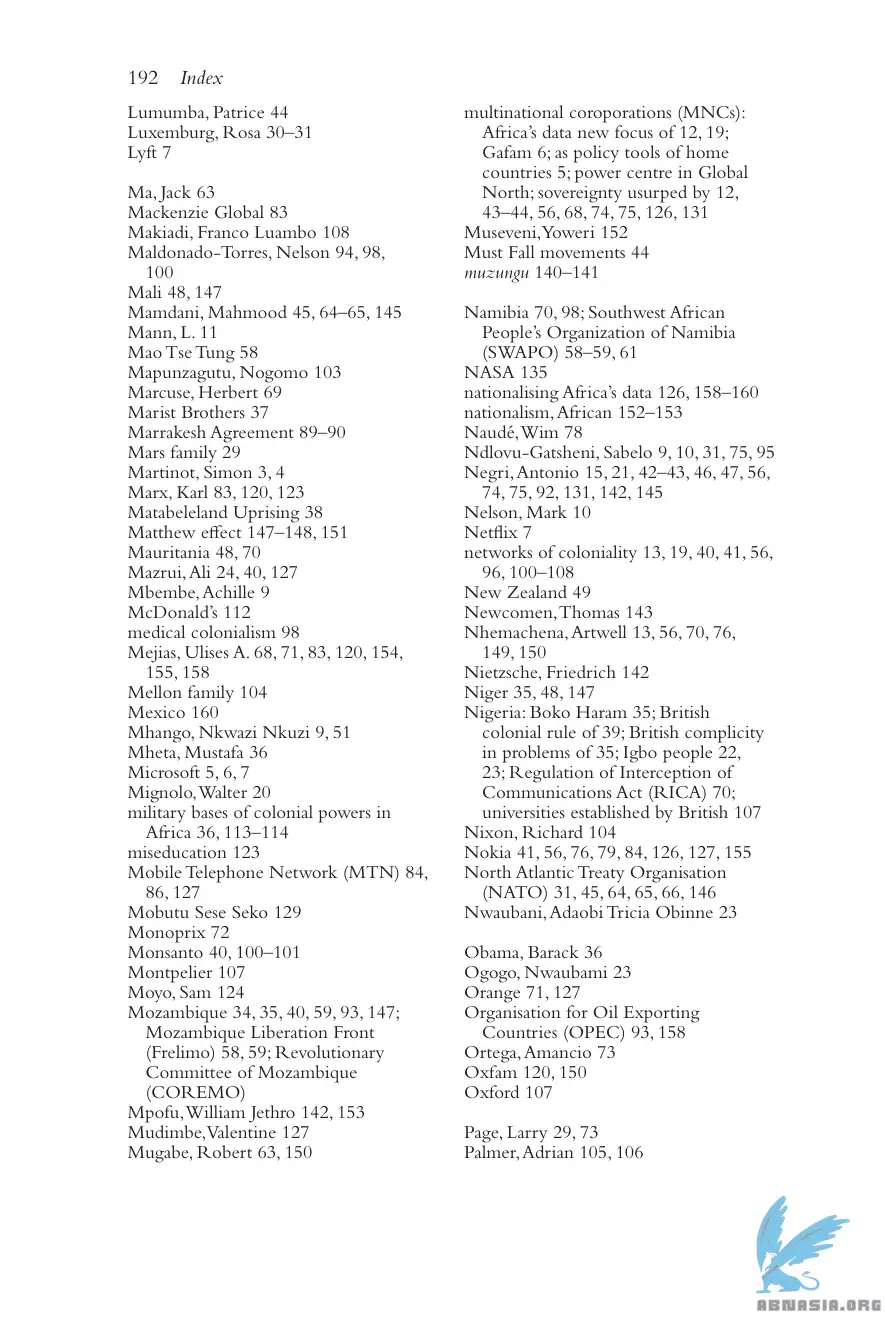 192 Index
Lumumba, Patrice 44
Luxemburg, Rosa 30–31
Lyft 7
Ma, Jack 63
Mackenzie Global 83
Makiadi, Franco Luambo 108
Maldonado-Torres, Nelson 94, 98,
100
Mali 48, 147
Mamdani, Mahmood 45, 64–65, 145
Mann, L. 11
Mao Tse Tung 58
Mapunzagutu, Nogomo 103
Marcuse, Herbert 69
Marist Brothers 37
Marrakesh Agreement 89–90
Mars family 29
Martinot, Simon 3, 4
Marx, Karl 83, 120, 123
Matabeleland Uprising 38
Matthew effect 147–148, 151
Mauritania 48, 70
Mazrui, Ali 24, 40, 127
Mbembe, Achille 9
McDonald's 112
medical colonialism 98
Mejias, Ulises A. 68, 71, 83, 120, 154,
155, 158
Mellon family 104
Mexico 160
Mhango, Nkwazi Nkuzi 9, 51
Mheta, Mustafa 36
Microsoft 5, 6, 7
Mignolo, Walter 20
military bases of colonial powers in
Africa 36, 113–114
miseducation 123
Mobile Telephone Network (MTN) 84,
86, 127
Mobutu Sese Seko 129
Monoprix 72
Monsanto 40, 100–101
Montpelier 107
Moyo, Sam 124
Mozambique 34, 35, 40, 59, 93, 147;
Mozambique Liberation Front
(Frelimo) 58, 59; Revolutionary
Committee of Mozambique
(COREMO)
Mpofu, William Jethro 142, 153
Mudimbe, Valentine 127
Mugabe, Robert 63, 150
multinational coroporations (MNCs):
Africa's data new focus of 12, 19;
Gafam 6; as policy tools of home
countries 5; power centre in Global
North; sovereignty usurped by 12,
43–44, 56, 68, 74, 75, 126, 131
Museveni, Yoweri 152
Must Fall movements 44
muzungu 140–141
Namibia 70, 98; Southwest African
People's Organization of Namibia
(SWAPO) 58–59, 61
NASA 135
nationalising Africa's data 126, 158–160
nationalism, African 152–153
Naudé, Wim 78
Ndlovu-Gatsheni, Sabelo 9, 10, 31, 75, 95
Negri, Antonio 15, 21, 42–43, 46, 47, 56,
74, 75, 92, 131, 142, 145
Nelson, Mark 10
Netflix 7
networks of coloniality 13, 19, 40, 41, 56,
96, 100–108
New Zealand 49
Newcomen, Thomas 143
Nhemachena, Artwell 13, 56, 70, 76,
149, 150
Nietzsche, Friedrich 142
Niger 35, 48, 147
Nigeria: Boko Haram 35; British
colonial rule of 39; British complicity
in problems of 35; Igbo people 22,
23; Regulation of Interception of
Communications Act (RICA) 70;
universities established by British 107
Nixon, Richard 104
Nokia 41, 56, 76, 79, 84, 126, 127, 155
North Atlantic Treaty Organisation
(NATO) 31, 45, 64, 65, 66, 146
Nwaubani, Adaobi Tricia Obinne 23
Obama, Barack 36
Ogogo, Nwaubami 23
Orange 71, 127
Organisation for Oil Exporting
Countries (OPEC) 93, 158
Ortega, Amancio 73
Oxfam 120, 150
Oxford 107
Page, Larry 29, 73
Palmer, Adrian 105, 106
ABNASIA.ORG